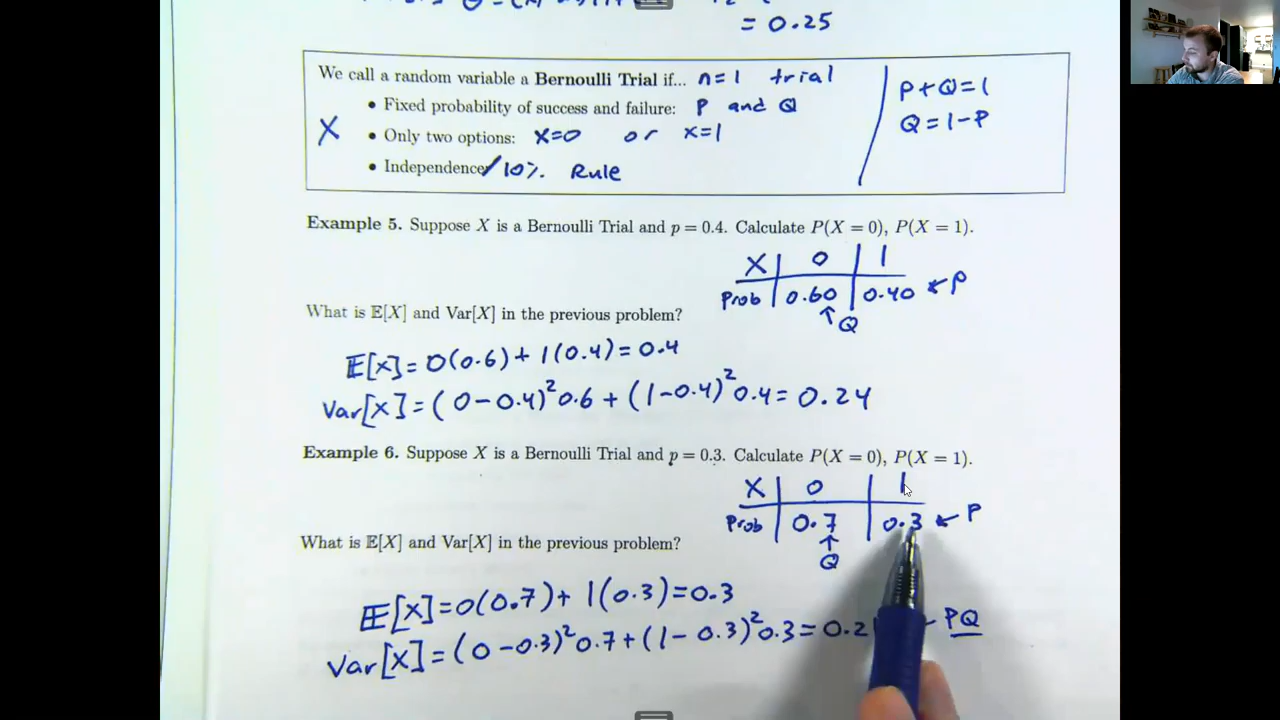 = 0.25
We call a random variable a Bernoulli Trial if... n=1 trial
• Fixed probability of success and failure: P and Q
X
• Only two options: x=0 or x=1
• Independence/10% Rule
P+Q=1
Q=1-P
Example 5. Suppose X is a Bernoulli Trial and p = 0.4. Calculate P(X = 0), P(X = 1).
X | 0 | 1
Prob | 0.60 | 0.40 ← P
↑ Q
What is E[X] and Var[X] in the previous problem?
E[X]=0(0.6)+1(0.4)=0.4
Var[X]=(0-0.4)²0.6+(1-0.4)²0.4=0.24
Example 6. Suppose X is a Bernoulli Trial and p = 0.3. Calculate P(X = 0), P(X = 1).
X | 0 | 1
Prob | 0.7 | 0.3 ← P
↑
Q
What is E[X] and Var[X] in the previous problem?
E[X]=0(0.7)+1(0.3)=0.3
Var[X]=(0-0.3)²0.7+(1-0.3)²0.3=0.2 PQ